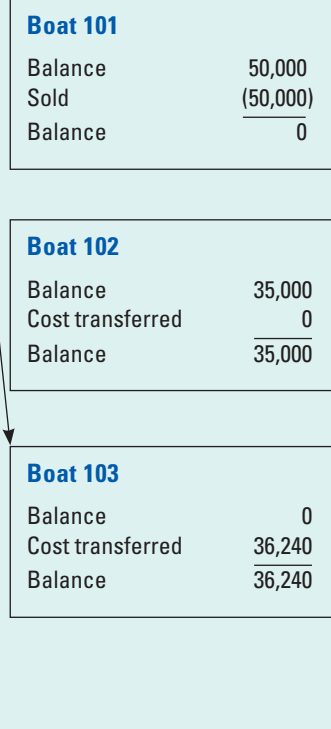 Boat 101
Balance 50,000
Sold (50,000)
Balance 0
Boat 102
Balance 35,000
Cost transferred 0
Balance 35,000
Boat 103
Balance 0
Cost transferred 36,240
Balance 36,240